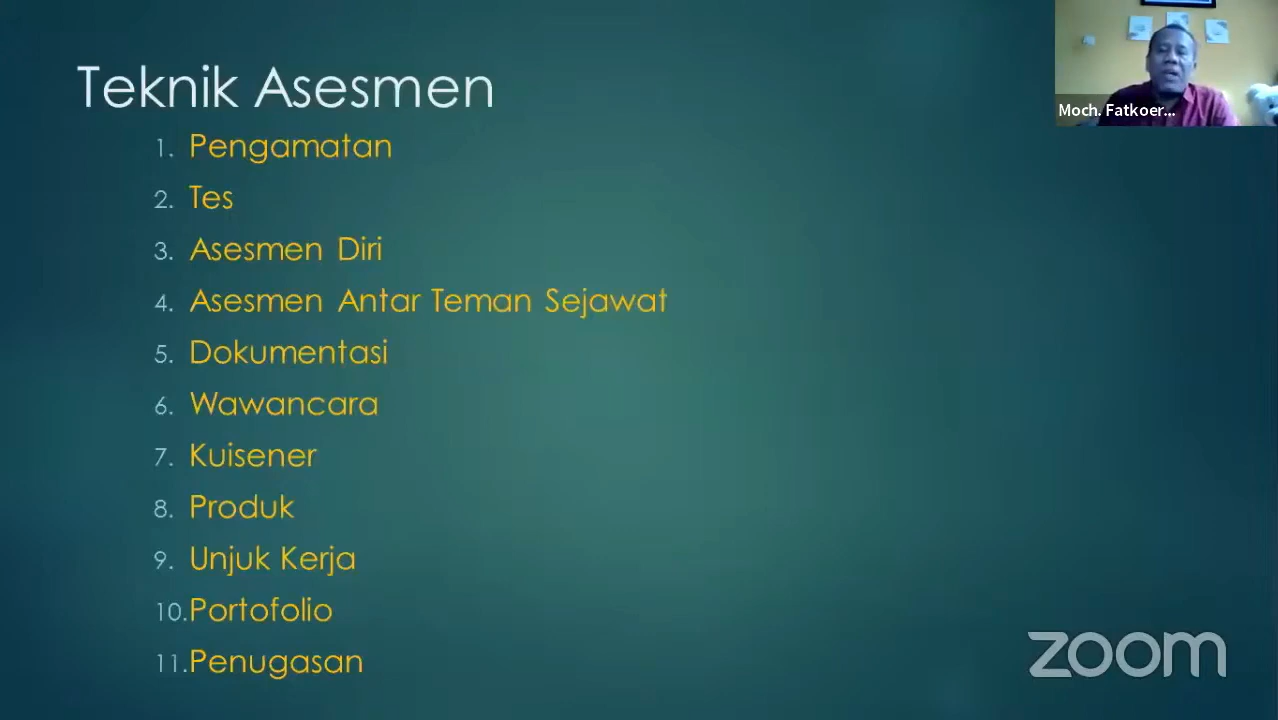 Teknik Asesmen
1. Pengamatan
2. Tes
3. Asesmen Diri
4. Asesmen Antar Teman Sejawat
5. Dokumentasi
6. Wawancara
7. Kuisener
8. Produk
9. Unjuk Kerja
10. Portofolio
11. Penugasan
Moch. Fatkoer...
zoom